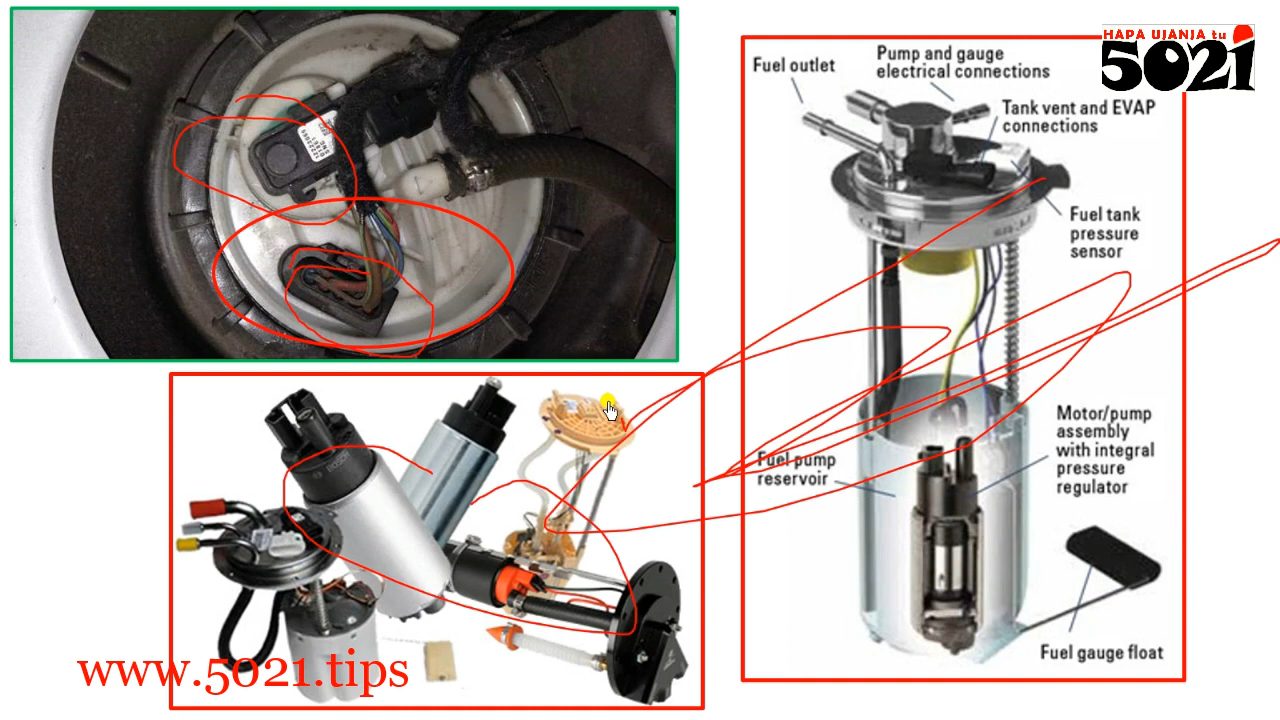 HAPA UJANJA tu
5021
Fuel outlet
Pump and gauge
electrical connections
Tank vent and EVAP
connections
Fuel tank
pressure
sensor
Motor/pump
assembly
with integral
pressure
regulator
Fuel pump
reservoir
Fuel gauge float
BOSCH
www.5021.tips